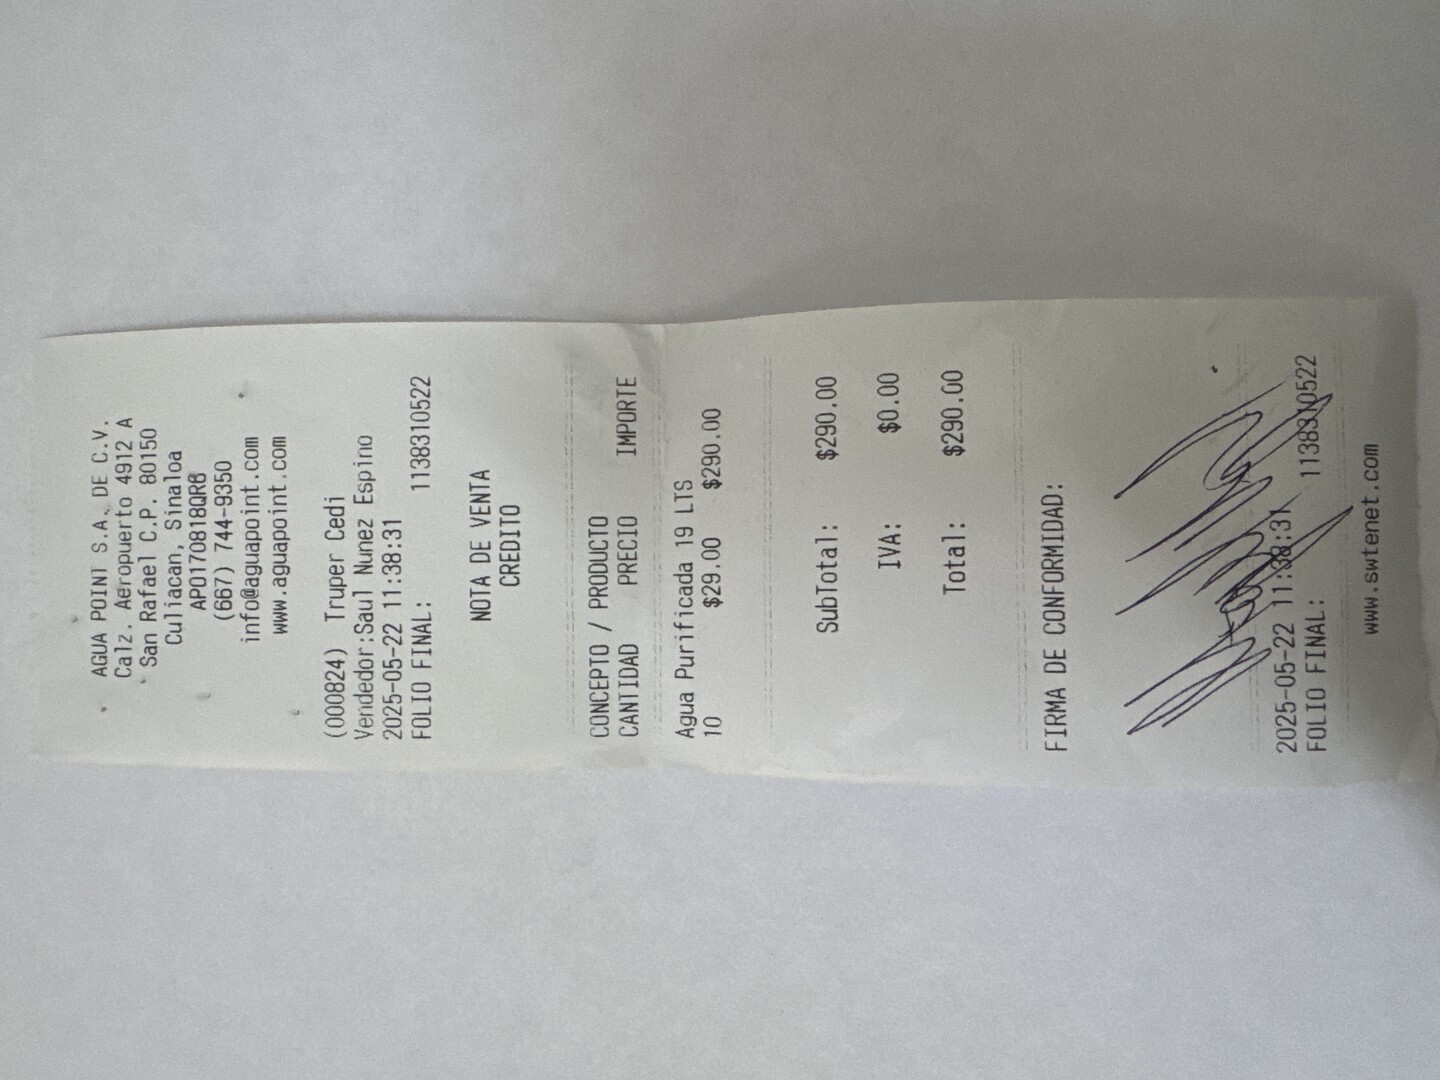 AGUA POINT S.A. DE C.V.
Calz. Aeropuerto 4912 A
San Rafael C.P. 80150
Culiacan, Sinaloa
APO170818QR6
(667) 744-9350
info@aguapoint.com
www.aguapoint.com
(000824) Truper Cedi
Vendedor:Saul Nunez Espino
2025-05-22 11:38:31
FOLIO FINAL: 1138310522
NOTA DE VENTA
CREDITO
CONCEPTO / PRODUCTO
CANTIDAD PRECIO IMPORTE
Agua Purificada 19 LTS
10 $29.00 $290.00
SubTotal: $290.00
IVA: $0.00
Total: $290.00
FIRMA DE CONFORMIDAD:
2025-05-22 11:38:31
FOLIO FINAL: 1138310522
www.swtenet.com